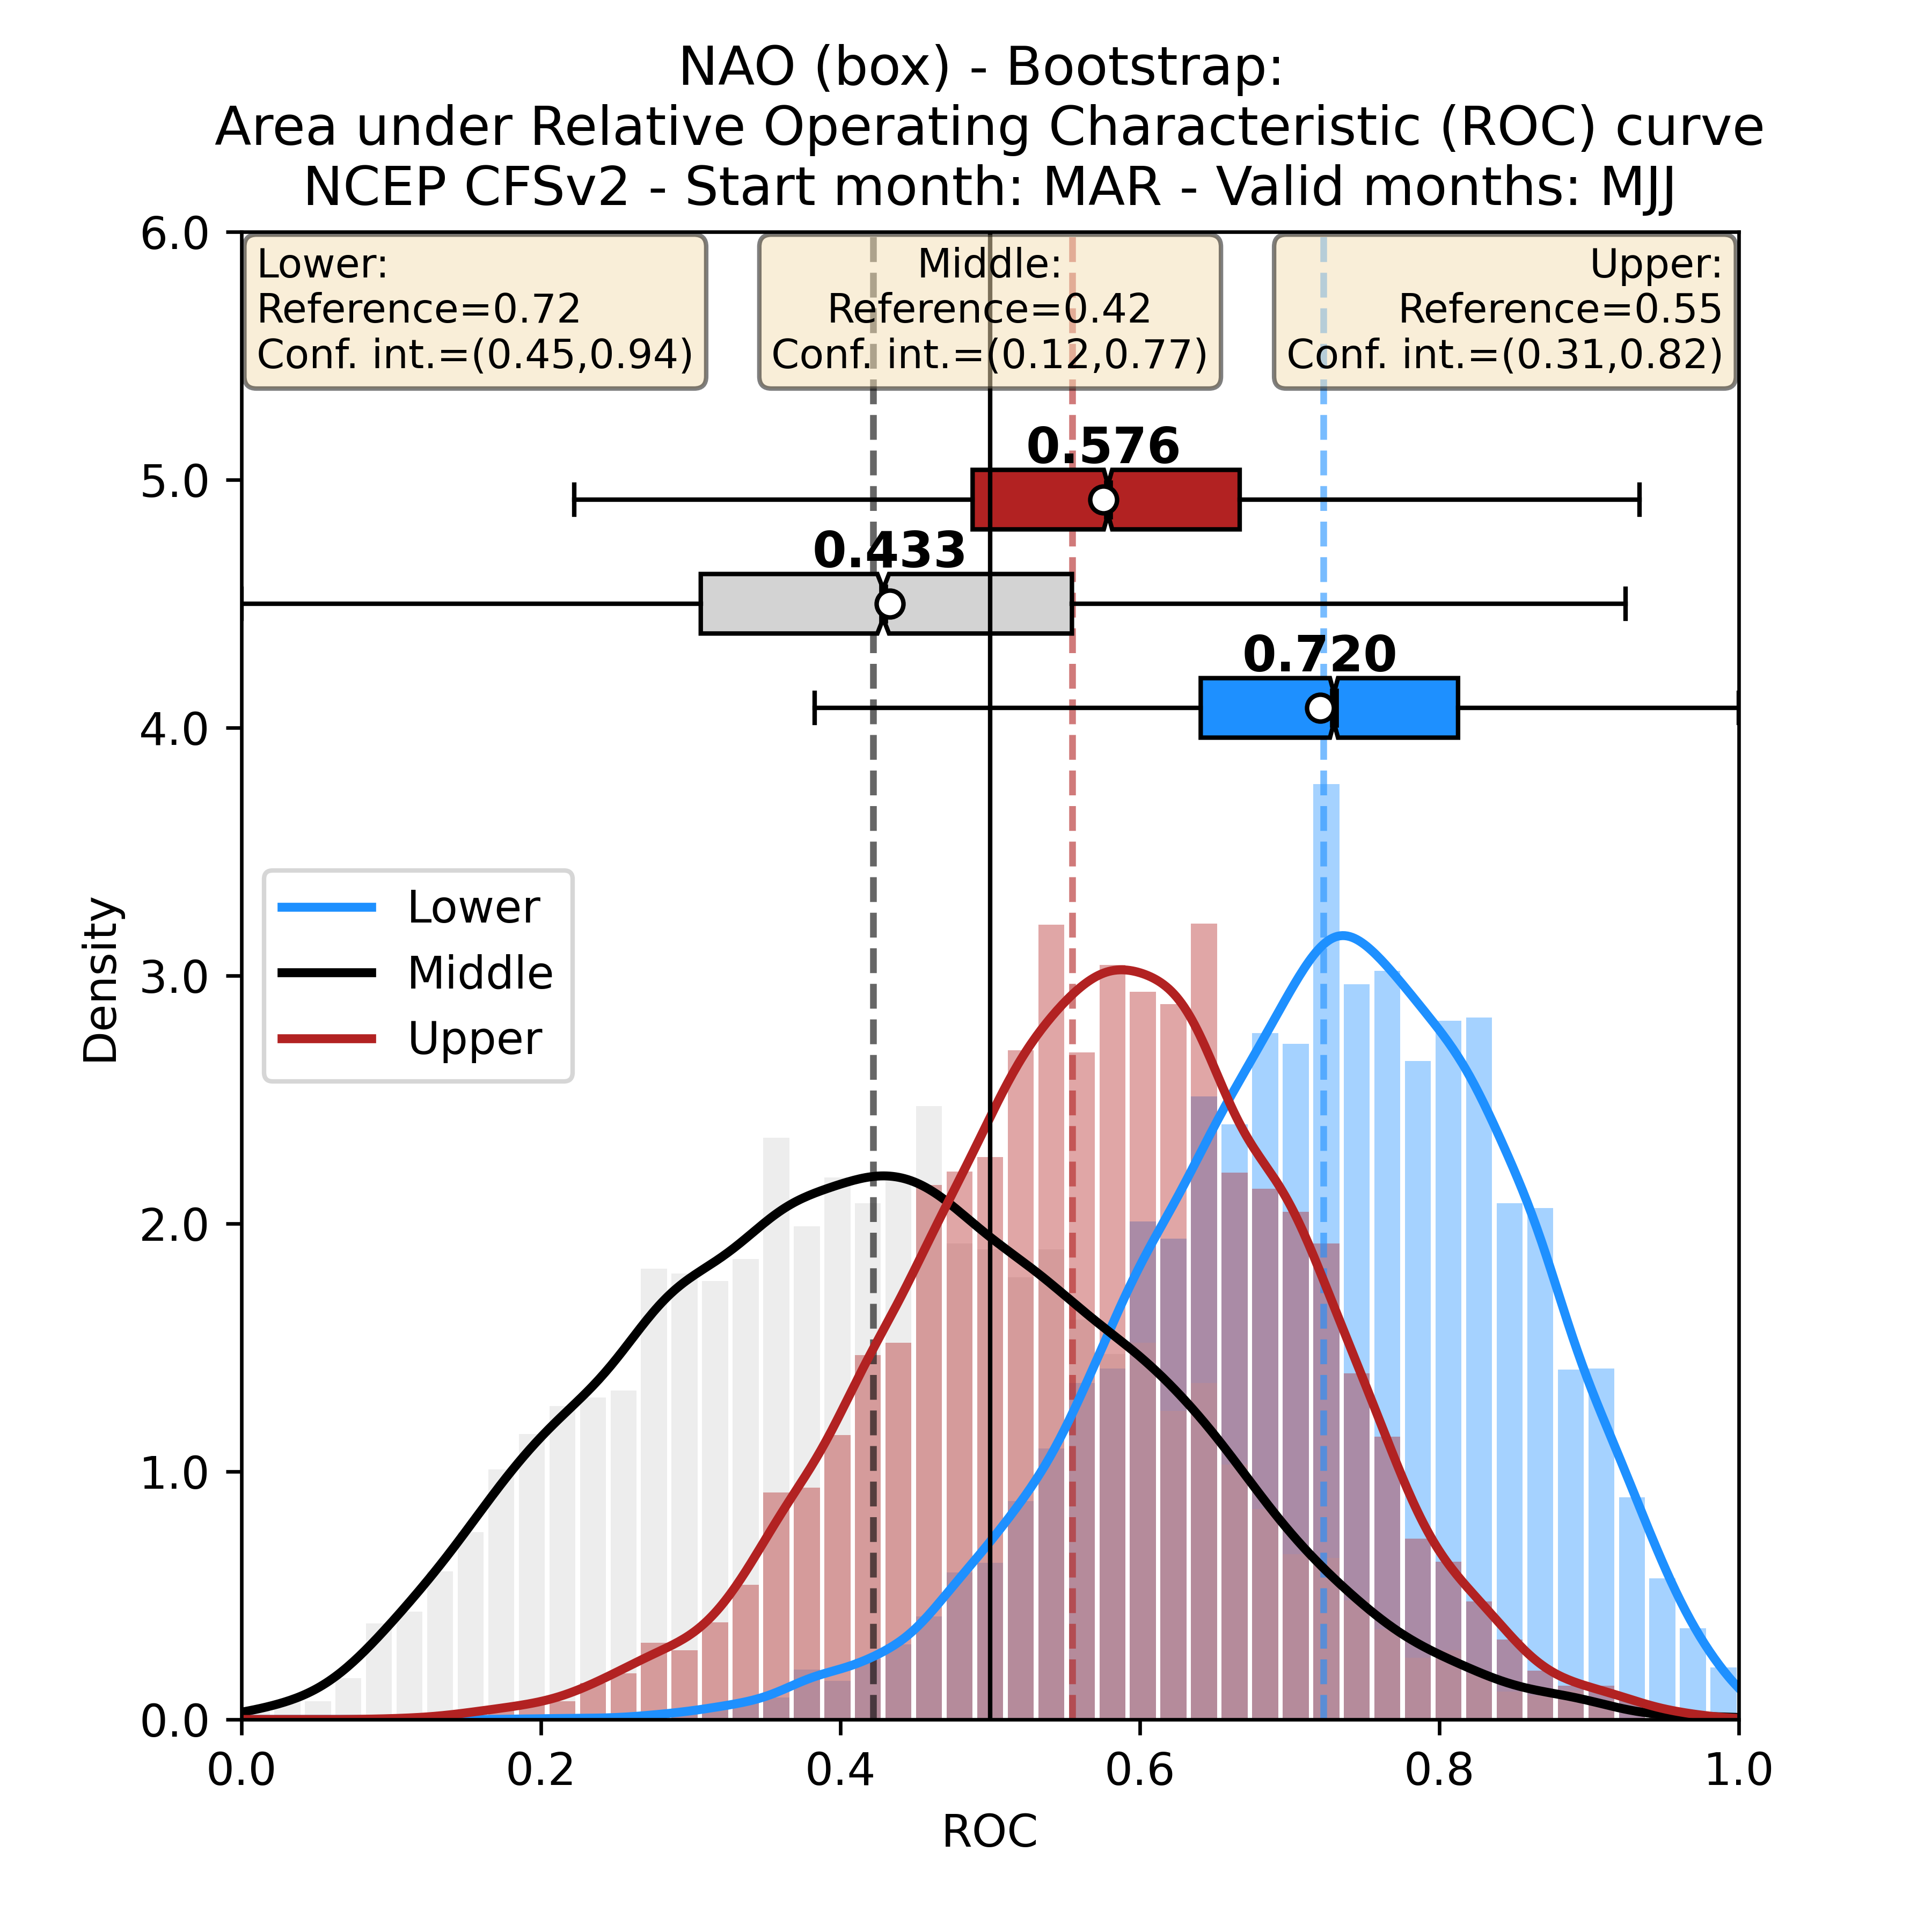 NAO (box) - Bootstrap:
Area under Relative Operating Characteristic (ROC) curve
NCEP CFSv2 - Start month: MAR - Valid months: MJJ
Lower:
Reference=0.72
Conf. int.=(0.45,0.94)
Middle:
Reference=0.42
Conf. int.=(0.12,0.77)
Upper:
Reference=0.55
Conf. int.=(0.31,0.82)
0.576
0.433
0.720
Lower
Middle
Upper
Density
6.0
5.0
4.0
3.0
2.0
1.0
0.0
0.0 0.2 0.4 0.6 0.8 1.0
ROC